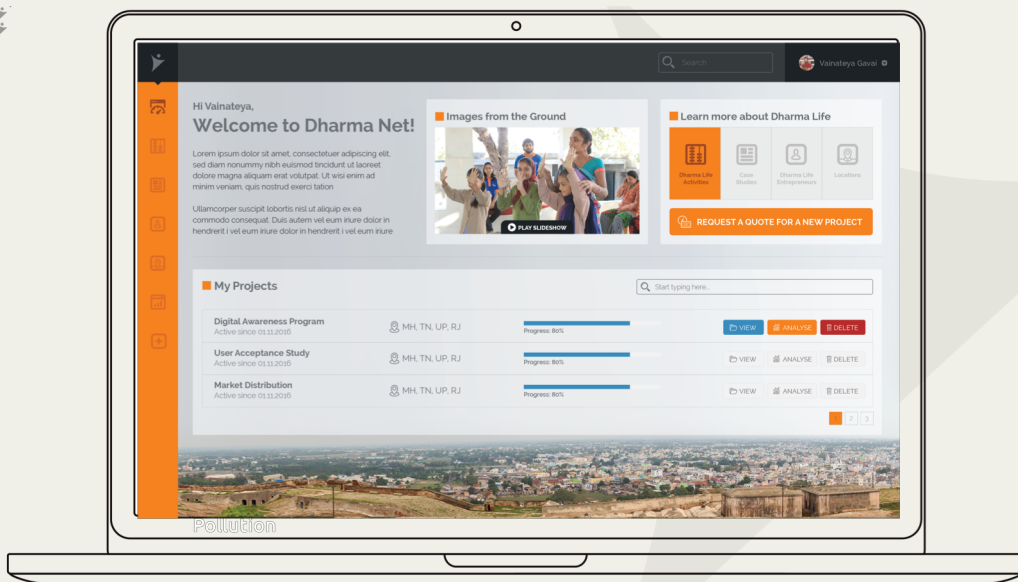 Search
Vainateya Gavai
Hi Vainateya,
Welcome to Dharma Net!
Lorem ipsum dolor sit amet, consectetuer adipiscing elit,
sed diam nonummy nibh euismod tincidunt ut laoreet
dolore magna aliquam erat volutpat. Ut wisi enim ad
minim veniam, quis nostrud exerci tation
Ullamcorper suscipit lobortis nisl ut aliquip ex ea
commodo consequat. Duis autem vel eum iriure dolor in
hendrerit i vel eum iriure dolor in hendrerit i vel eum iriure
Images from the Ground
PLAY SLIDESHOW
Learn more about Dharma Life
Dharma Life
Activities
Case
Studies
Dharma Life
Entrepreneurs
Locations
REQUEST A QUOTE FOR A NEW PROJECT
My Projects
Start typing here...
Digital Awareness Program
Active since 01.11.2016
MH, TN, UP, RJ
Progress: 80%
VIEW
ANALYSE
DELETE
User Acceptance Study
Active since 01.11.2016
MH, TN, UP, RJ
Progress: 80%
VIEW
ANALYSE
DELETE
Market Distribution
Active since 01.11.2016
MH, TN, UP, RJ
Progress: 80%
VIEW
ANALYSE
DELETE
1 2 3
Pollution